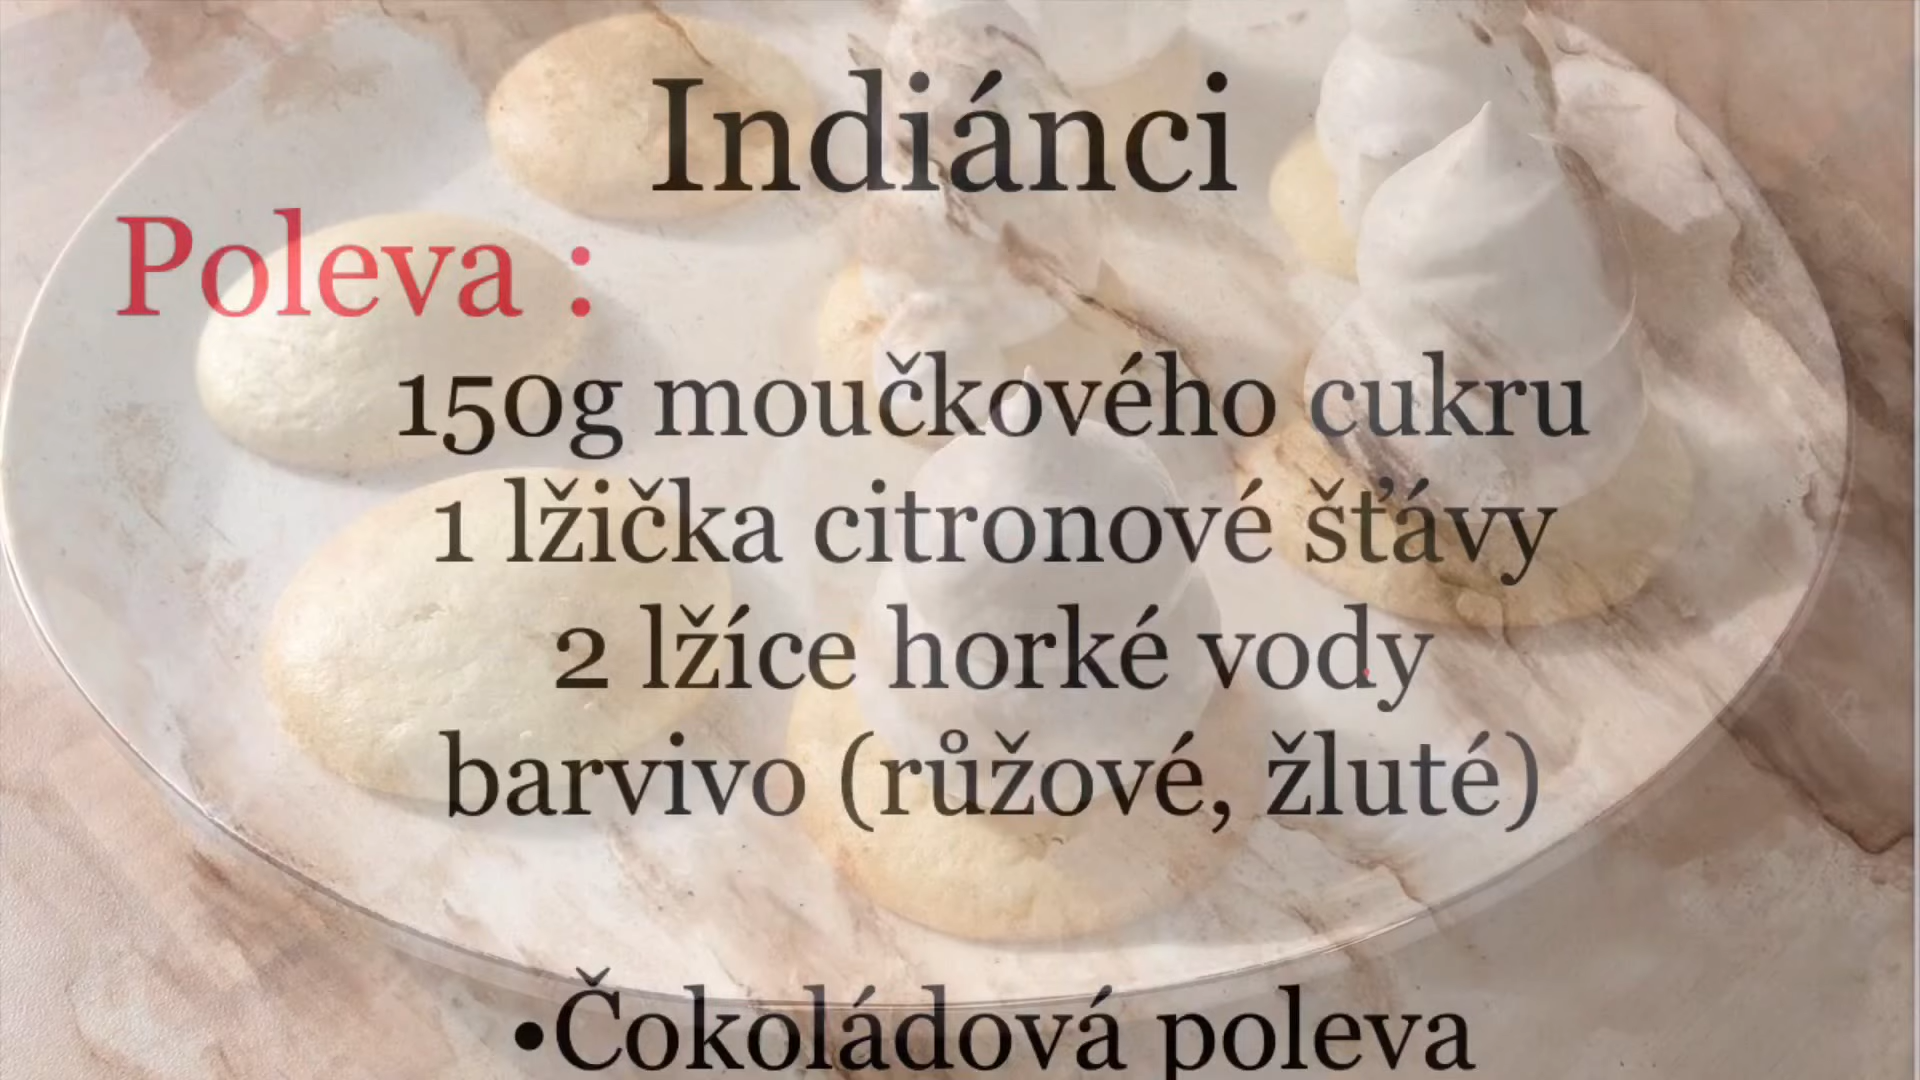 Indiánci
Poleva :
150g moučkového cukru
1 lžička citronové šťávy
2 lžíce horké vody
barvivo (růžové, žluté)
•Čokoládová poleva